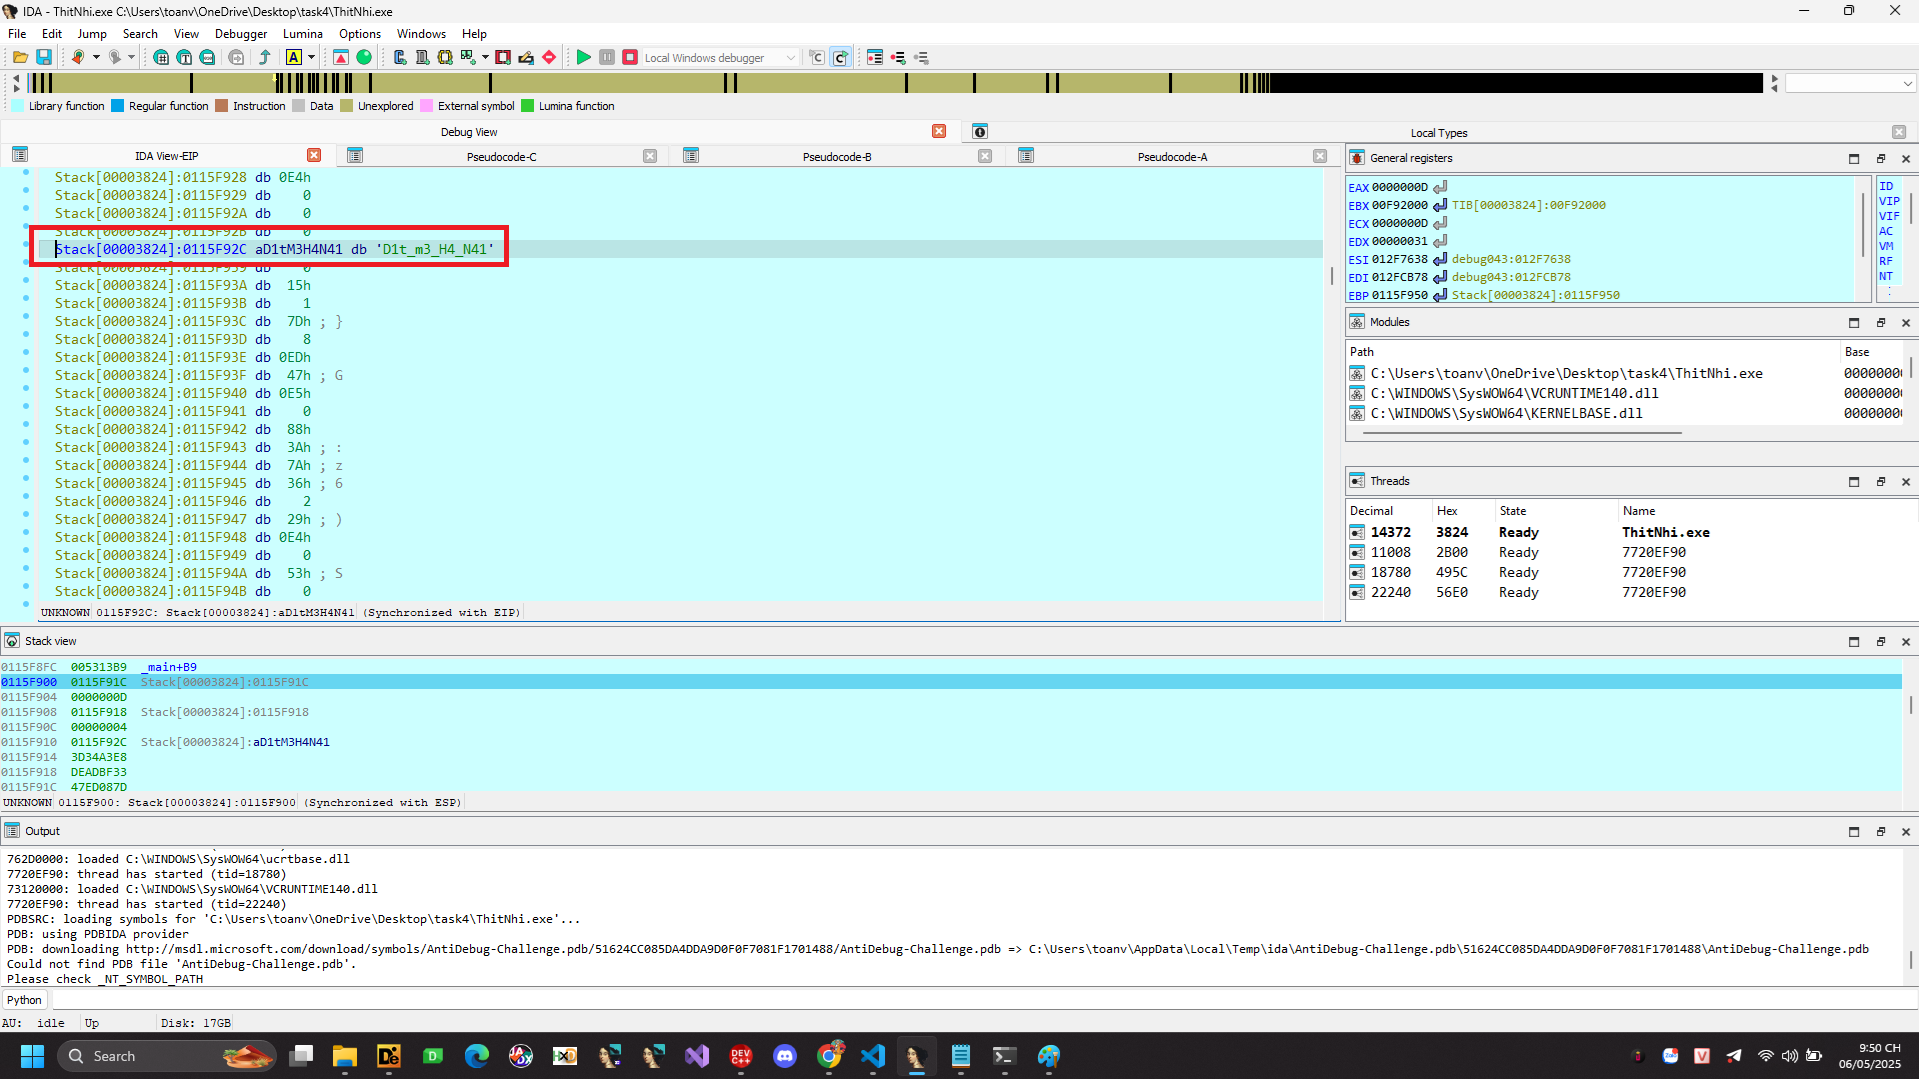 IDA - ThitNhi.exe C:\Users\toanv\OneDrive\Desktop\task4\ThitNhi.exe
File Edit Jump Search View Debugger Lumina Options Windows Help
Local Windows debugger
Library function Regular function Instruction Data Unexplored External symbol Lumina function
Debug View Local Types
IDA View-EIP Pseudocode-C Pseudocode-B Pseudocode-A
Stack[00003824]:0115F928 db 0E4h
Stack[00003824]:0115F929 db 0
Stack[00003824]:0115F92A db 0
Stack[00003824]:0115F92B db 0
Stack[00003824]:0115F92C aD1tM3H4N41 db 'D1t_m3_H4_N41'
Stack[00003824]:0115F939 db 0
Stack[00003824]:0115F93A db 15h
Stack[00003824]:0115F93B db 1
Stack[00003824]:0115F93C db 7Dh ; }
Stack[00003824]:0115F93D db 8
Stack[00003824]:0115F93E db 0EDh
Stack[00003824]:0115F93F db 47h ; G
Stack[00003824]:0115F940 db 0E5h
Stack[00003824]:0115F941 db 0
Stack[00003824]:0115F942 db 88h
Stack[00003824]:0115F943 db 3Ah ; :
Stack[00003824]:0115F944 db 7Ah ; z
Stack[00003824]:0115F945 db 36h ; 6
Stack[00003824]:0115F946 db 2
Stack[00003824]:0115F947 db 29h ; )
Stack[00003824]:0115F948 db 0E4h
Stack[00003824]:0115F949 db 0
Stack[00003824]:0115F94A db 53h ; S
Stack[00003824]:0115F94B db 0
UNKNOWN 0115F92C: Stack[00003824]:aD1tM3H4N41 (Synchronized with EIP)
General registers
EAX 0000000D
EBX 00F92000 TIB[00003824]:00F92000
ECX 0000000D
EDX 00000031
ESI 012F7638 debug043:012F7638
EDI 012FCB78 debug043:012FCB78
EBP 0115F950 Stack[00003824]:0115F950
ID
VIP
VIF
AC
VM
RF
NT
Modules
Path Base
C:\Users\toanv\OneDrive\Desktop\task4\ThitNhi.exe 0000000
C:\WINDOWS\SysWOW64\VCRUNTIME140.dll 0000000
C:\WINDOWS\SysWOW64\KERNELBASE.dll 0000000
Threads
Decimal Hex State Name
14372 3824 Ready ThitNhi.exe
11008 2B00 Ready 7720EF90
18780 495C Ready 7720EF90
22240 56E0 Ready 7720EF90
Stack view
0115F8FC 005313B9 _main+B9
0115F900 0115F91C Stack[00003824]:0115F91C
0115F904 0000000D
0115F908 0115F918 Stack[00003824]:0115F918
0115F90C 00000004
0115F910 0115F92C Stack[00003824]:aD1tM3H4N41
0115F914 3D34A3E8
0115F918 DEADBF33
0115F91C 47ED087D
UNKNOWN 0115F900: Stack[00003824]:0115F900 (Synchronized with ESP)
Output
762D0000: loaded C:\WINDOWS\SysWOW64\ucrtbase.dll
7720EF90: thread has started (tid=18780)
73120000: loaded C:\WINDOWS\SysWOW64\VCRUNTIME140.dll
7720EF90: thread has started (tid=22240)
PDBSRC: loading symbols for 'C:\Users\toanv\OneDrive\Desktop\task4\ThitNhi.exe'...
PDB: using PDBIDA provider
PDB: downloading http://msdl.microsoft.com/download/symbols/AntiDebug-Challenge.pdb/51624CC085DA4DDA9D0F0F7081F1701488/AntiDebug-Challenge.pdb => C:\Users\toanv\AppData\Local\Temp\ida\AntiDebug-Challenge.pdb\51624CC085DA4DDA9D0F0F7081F1701488\AntiDebug-Challenge.pdb
Could not find PDB file 'AntiDebug-Challenge.pdb'.
Please check _NT_SYMBOL_PATH
Python
AU: idle Up Disk: 17GB
Search
9:50 CH
06/05/2025